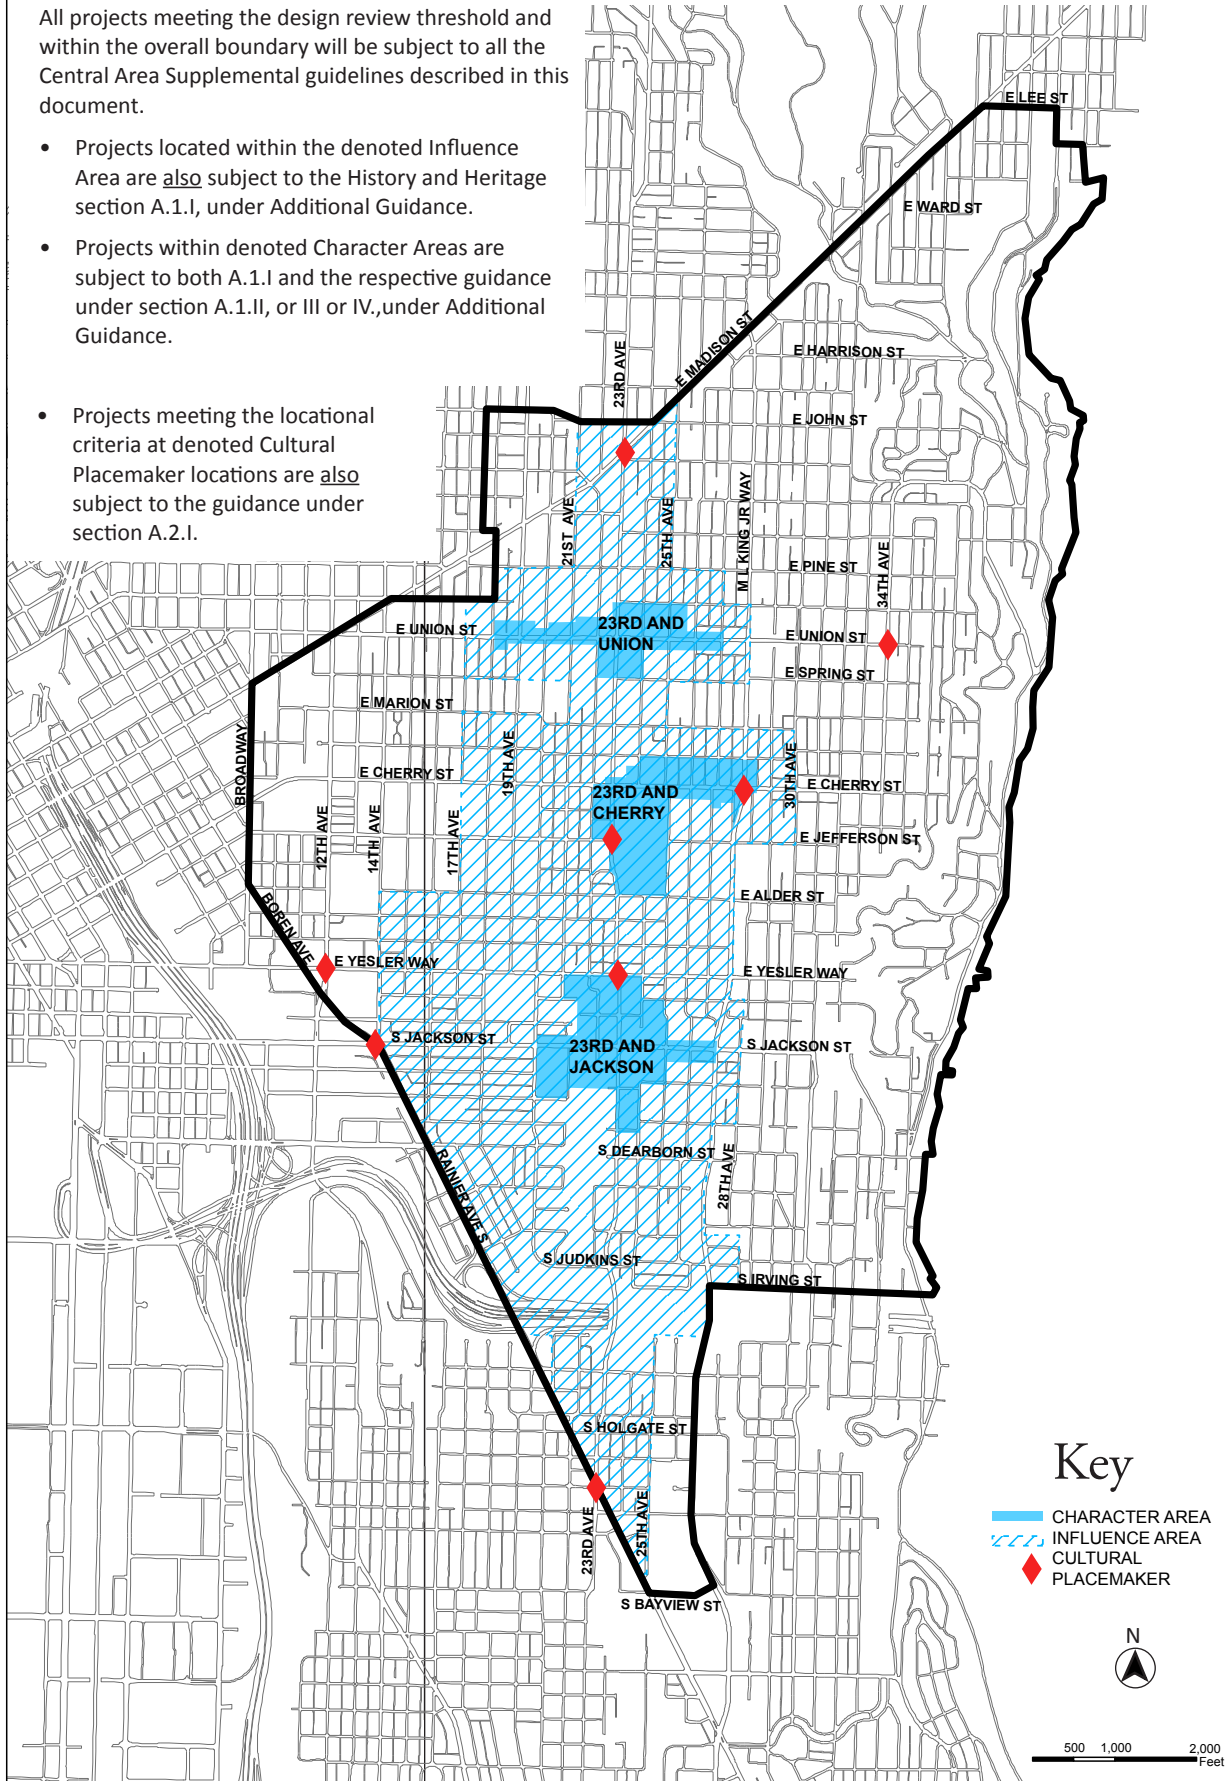 All projects meeting the design review threshold and
within the overall boundary will be subject to all the
Central Area Supplemental guidelines described in this
document.
• Projects located within the denoted Influence
Area are also subject to the History and Heritage
section A.1.I, under Additional Guidance.
• Projects within denoted Character Areas are
subject to both A.1.I and the respective guidance
under section A.1.II, or III or IV.,under Additional
Guidance.
• Projects meeting the locational
criteria at denoted Cultural
Placemaker locations are also
subject to the guidance under
section A.2.I.
E LEE ST
E WARD ST
E MADISON ST
23RD AVE
E HARRISON ST
E JOHN ST
21ST AVE
25TH AVE
M L KING JR WAY
34TH AVE
E PINE ST
E UNION ST
23RD AND
UNION
E UNION ST
E SPRING ST
E MARION ST
BROADWAY
19TH AVE
30TH AVE
E CHERRY ST
23RD AND
CHERRY
E CHERRY ST
12TH AVE
14TH AVE
17TH AVE
E JEFFERSON ST
E ALDER ST
BOREN AVE
E YESLER WAY
E YESLER WAY
S JACKSON ST
23RD AND
JACKSON
S JACKSON ST
S DEARBORN ST
28TH AVE
RAINIER AVE S
S JUDKINS ST
S IRVING ST
S HOLGATE ST
23RD AVE
25TH AVE
S BAYVIEW ST
Key
CHARACTER AREA
INFLUENCE AREA
CULTURAL
PLACEMAKER
N
500 1,000 2,000
Feet